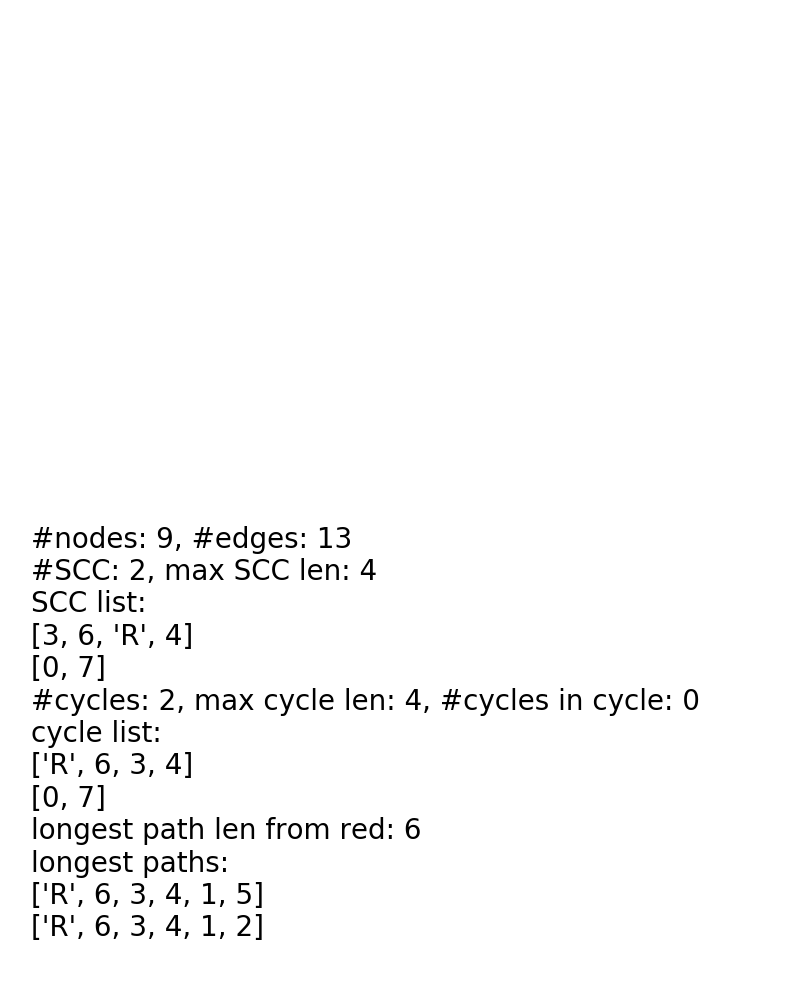 #nodes: 9, #edges: 13
#SCC: 2, max SCC len: 4
SCC list:
[3, 6, 'R', 4]
[0, 7]
#cycles: 2, max cycle len: 4, #cycles in cycle: 0
cycle list:
['R', 6, 3, 4]
[0, 7]
longest path len from red: 6
longest paths:
['R', 6, 3, 4, 1, 5]
['R', 6, 3, 4, 1, 2]